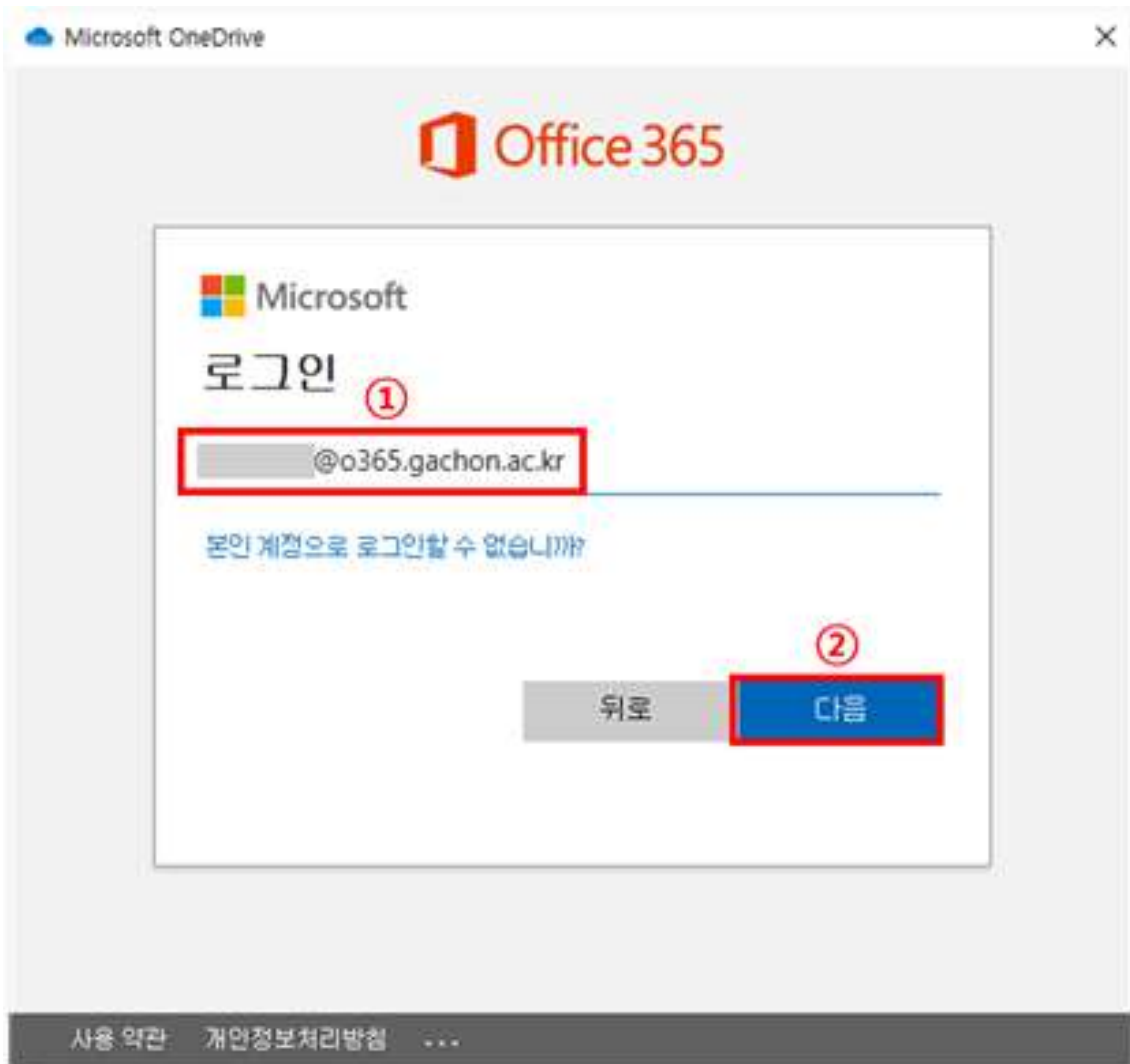 Microsoft OneDrive
Office 365
Microsoft
로그인
①
@o365.gachon.ac.kr
본인 계정으로 로그인할 수 없습니까?
②
뒤로 다음
사용 약관 개인정보처리방침 ...